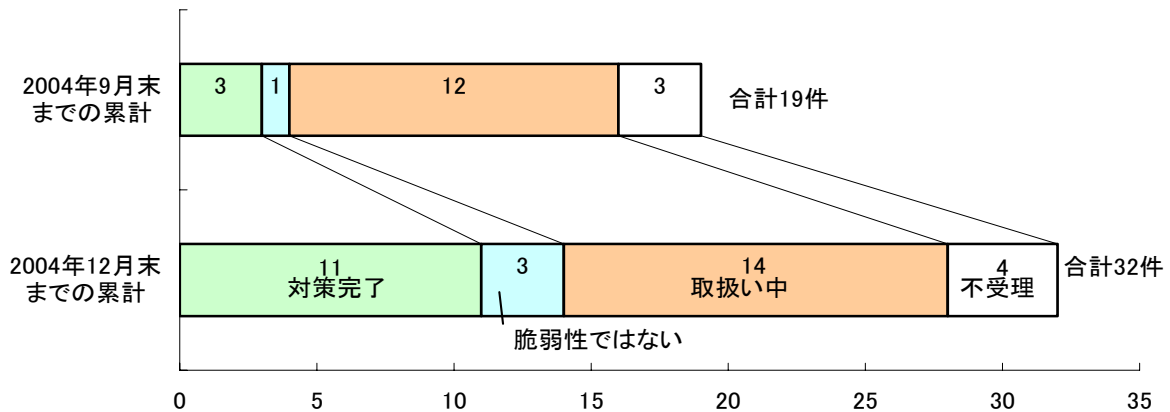 2004年9月末
までの累計
3
1
12
3
合計19件
2004年12月末
までの累計
11
対策完了
3
14
取扱い中
4
不受理
合計32件
脆弱性ではない
0 5 10 15 20 25 30 35